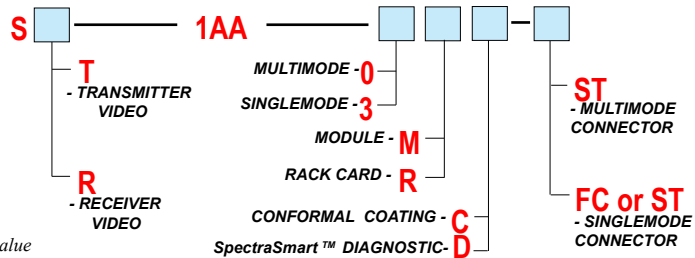 S 1AA -
T
- TRANSMITTER
VIDEO
R
- RECEIVER
VIDEO
MULTIMODE - 0
SINGLEMODE - 3
MODULE - M
RACK CARD - R
CONFORMAL COATING - C
SpectraSmart ™ DIAGNOSTIC- D
ST
- MULTIMODE
CONNECTOR
FC or ST
- SINGLEMODE
CONNECTOR